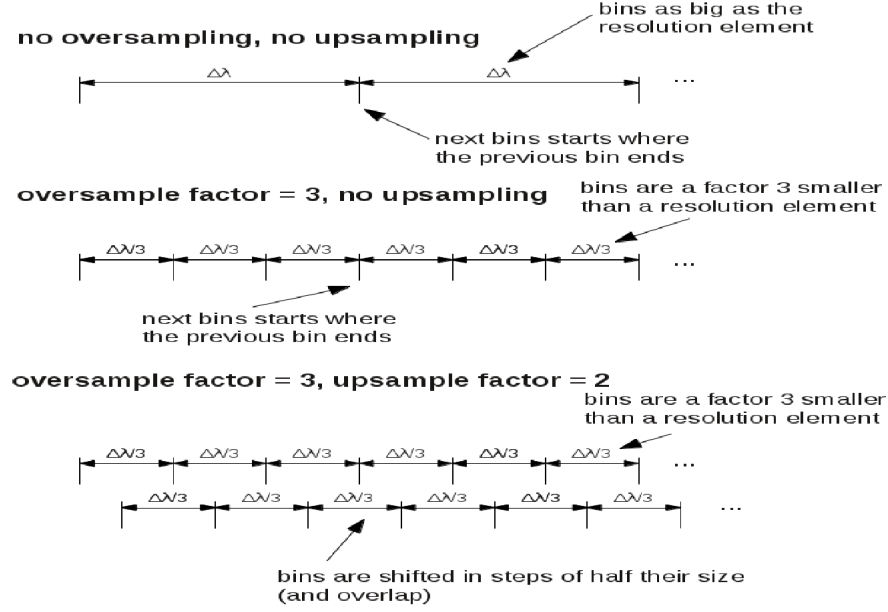 bins as big as the
resolution element
no oversampling, no upsampling
Δλ Δλ ...
next bins starts where
the previous bin ends
bins are a factor 3 smaller
than a resolution element
oversample factor = 3, no upsampling
Δλ/3 Δλ/3 Δλ/3 Δλ/3 Δλ/3 Δλ/3 ...
next bins starts where
the previous bin ends
oversample factor = 3, upsample factor = 2
bins are a factor 3 smaller
than a resolution element
Δλ/3 Δλ/3 Δλ/3 Δλ/3 Δλ/3 Δλ/3 ...
Δλ/3 Δλ/3 Δλ/3 Δλ/3 Δλ/3 Δλ/3 ...
bins are shifted in steps of half their size
(and overlap)